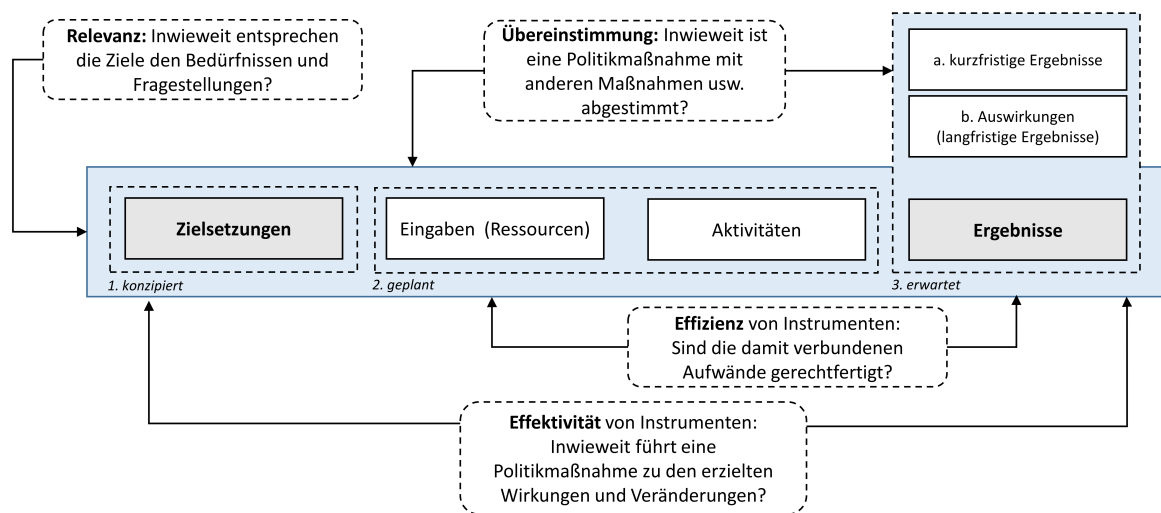 Relevanz: Inwieweit entsprechen
die Ziele den Bedürfnissen und
Fragestellungen?
Übereinstimmung: Inwieweit ist
eine Politikmaßnahme mit
anderen Maßnahmen usw.
abgestimmt?
a. kurzfristige Ergebnisse
b. Auswirkungen
(langfristige Ergebnisse)
Zielsetzungen
Eingaben (Ressourcen)
Aktivitäten
Ergebnisse
1. konzipiert
2. geplant
3. erwartet
Effizienz von Instrumenten:
Sind die damit verbundenen
Aufwände gerechtfertigt?
Effektivität von Instrumenten:
Inwieweit führt eine
Politikmaßnahme zu den erzielten
Wirkungen und Veränderungen?